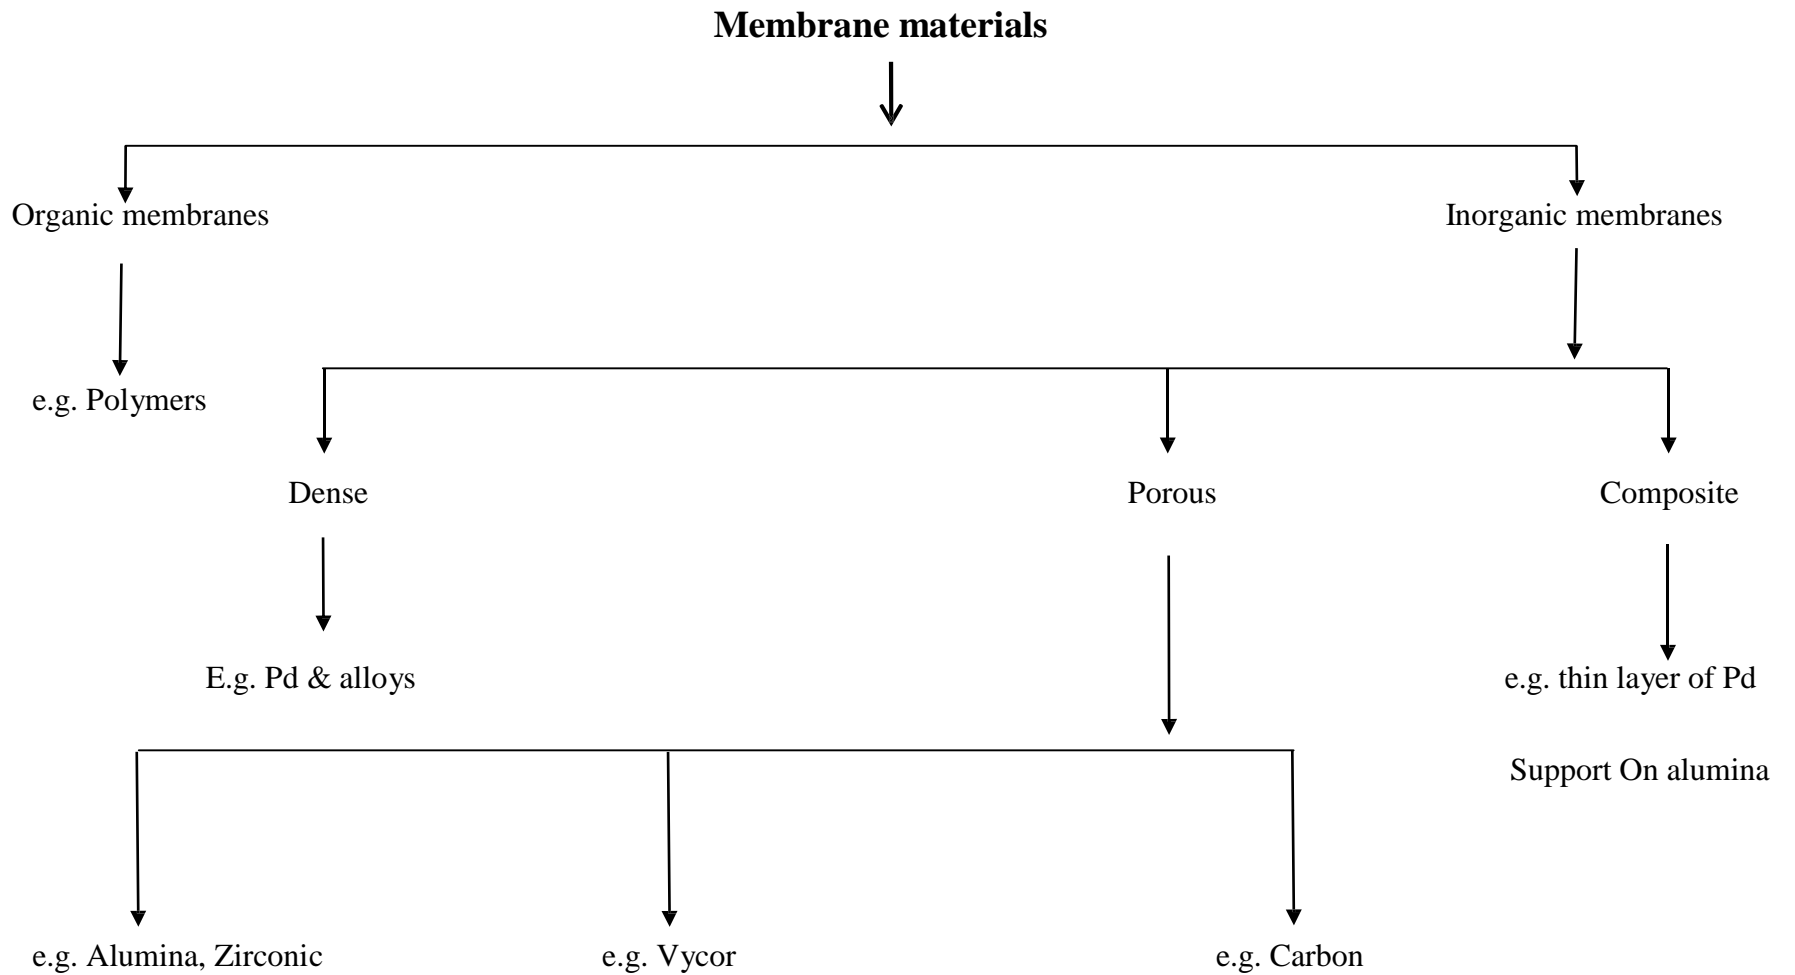 Membrane materials
Organic membranes
Inorganic membranes
e.g. Polymers
Dense
Porous
Composite
E.g. Pd & alloys
e.g. thin layer of Pd
Support On alumina
e.g. Alumina, Zirconic
e.g. Vycor
e.g. Carbon